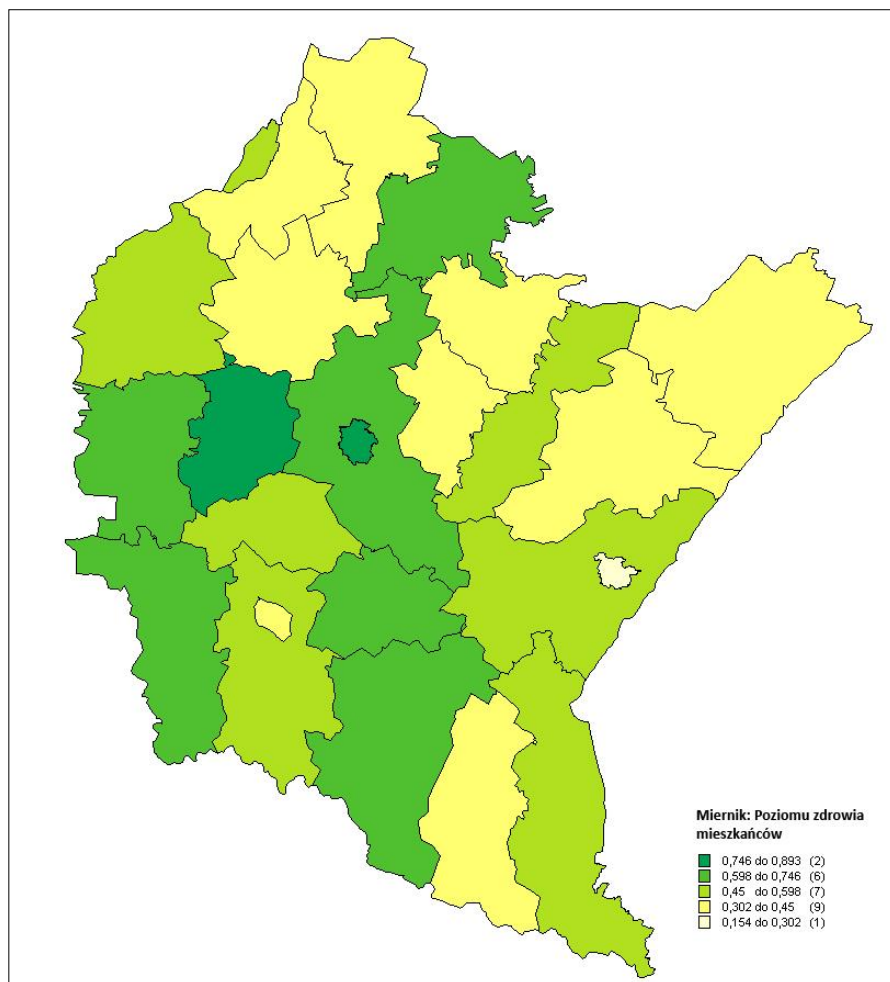 Miernik: Poziomu zdrowia
mieszkańców
0,746 do 0,893 (2)
0,598 do 0,746 (6)
0,45 do 0,598 (7)
0,302 do 0,45 (9)
0,154 do 0,302 (1)